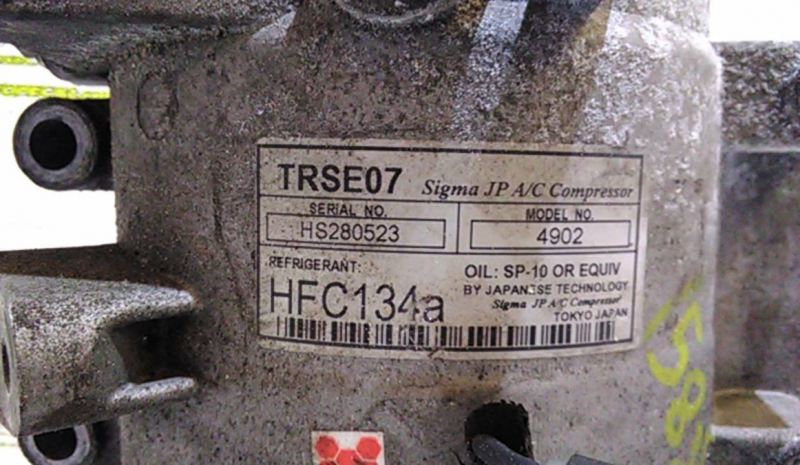 TRSE07 Sigma JP A/C Compressor
SERIAL NO. MODEL NO.
HS280523 4902
REFRIGERANT: OIL: SP-10 OR EQUIV
HFC134a BY JAPANESE TECHNOLOGY
Sigma JP A/C Compressor
TOKYO JAPAN